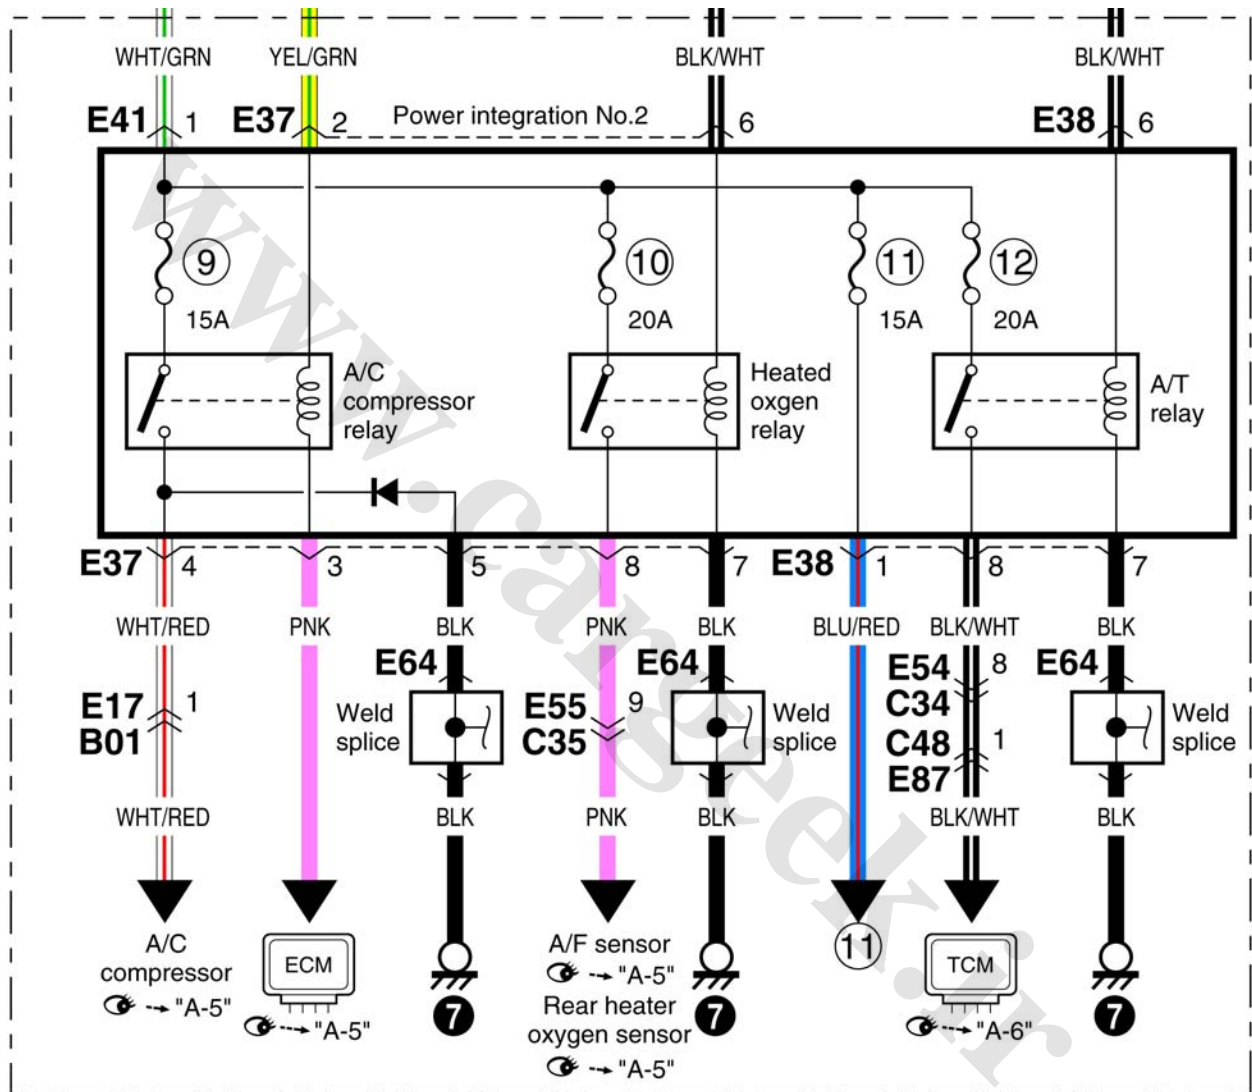 WHT/GRN YEL/GRN BLK/WHT BLK/WHT
E41 1 E37 2 Power integration No.2 6 E38 6
9 10 11 12
15A 20A 15A 20A
A/C
compressor
relay
Heated
oxgen
relay
A/T
relay
E37 4 3 5 8 7 E38 1 8 7
WHT/RED PNK BLK PNK BLK BLU/RED BLK/WHT BLK
E64 E64 E54 8 E64
C34
E17 1
B01
Weld
splice
E55 9
C35
Weld
splice
C48 1
E87
Weld
splice
WHT/RED BLK PNK BLK BLK/WHT BLK
A/C
compressor
"A-5"
ECM
"A-5"
7
A/F sensor
"A-5"
Rear heater
oxygen sensor
"A-5"
7
11
TCM
"A-6"
7
www.cargeek.ir